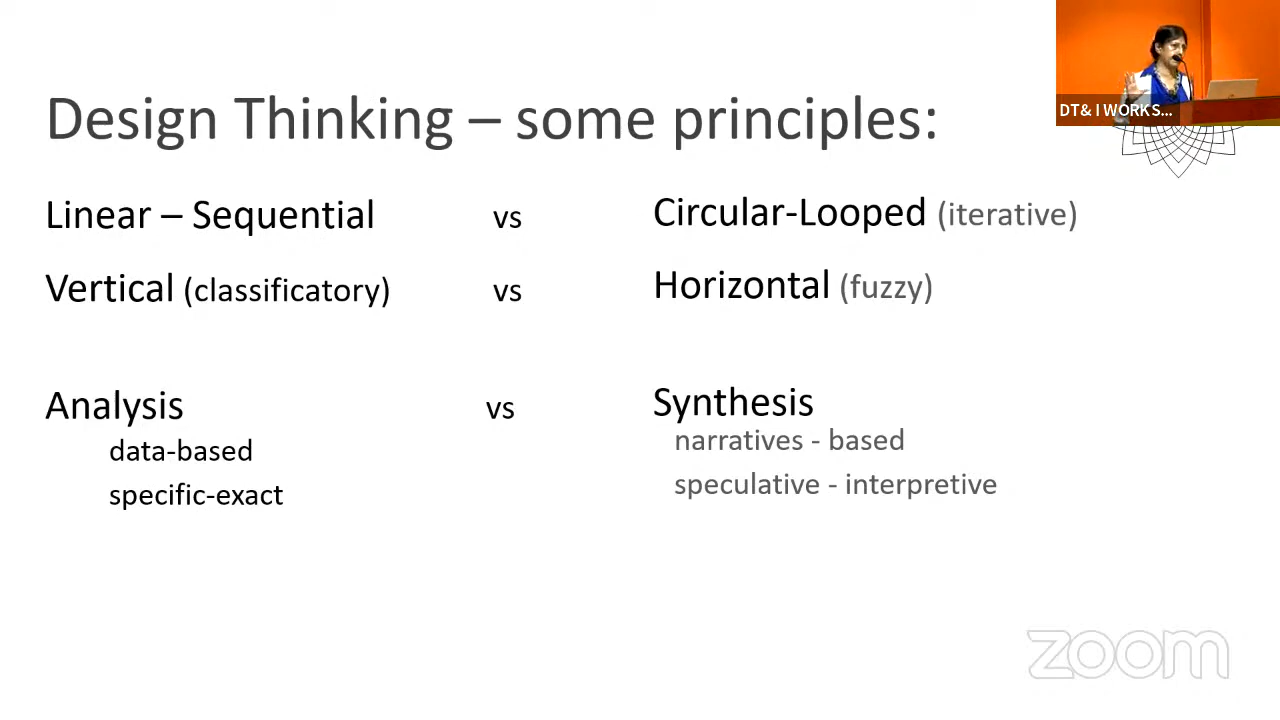 Design Thinking – some principles:
DT& I WORKS...
Linear – Sequential vs Circular-Looped (iterative)
Vertical (classificatory) vs Horizontal (fuzzy)
Analysis vs Synthesis
data-based narratives - based
specific-exact speculative - interpretive
zoom